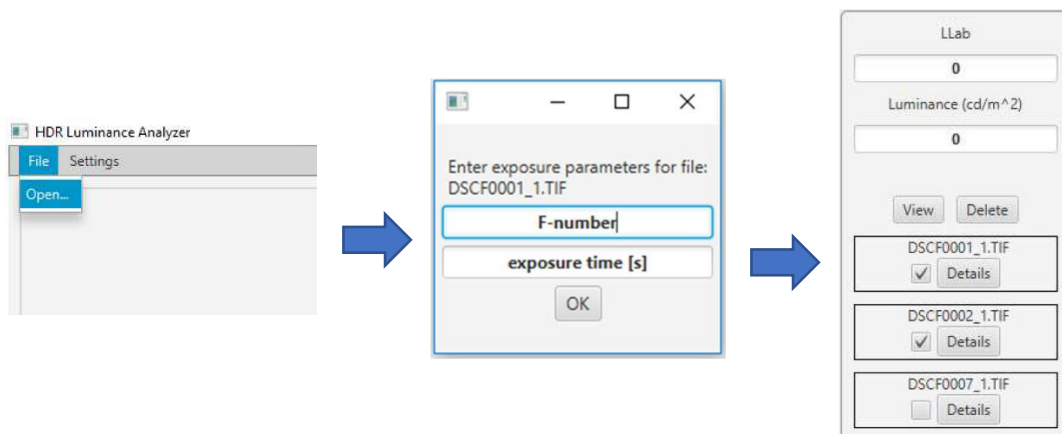 HDR Luminance Analyzer
File Settings
Open...
Enter exposure parameters for file:
DSCF0001_1.TIF
F-number
exposure time [s]
OK
LLab
0
Luminance (cd/m^2)
0
View Delete
DSCF0001_1.TIF
Details
DSCF0002_1.TIF
Details
DSCF0007_1.TIF
Details